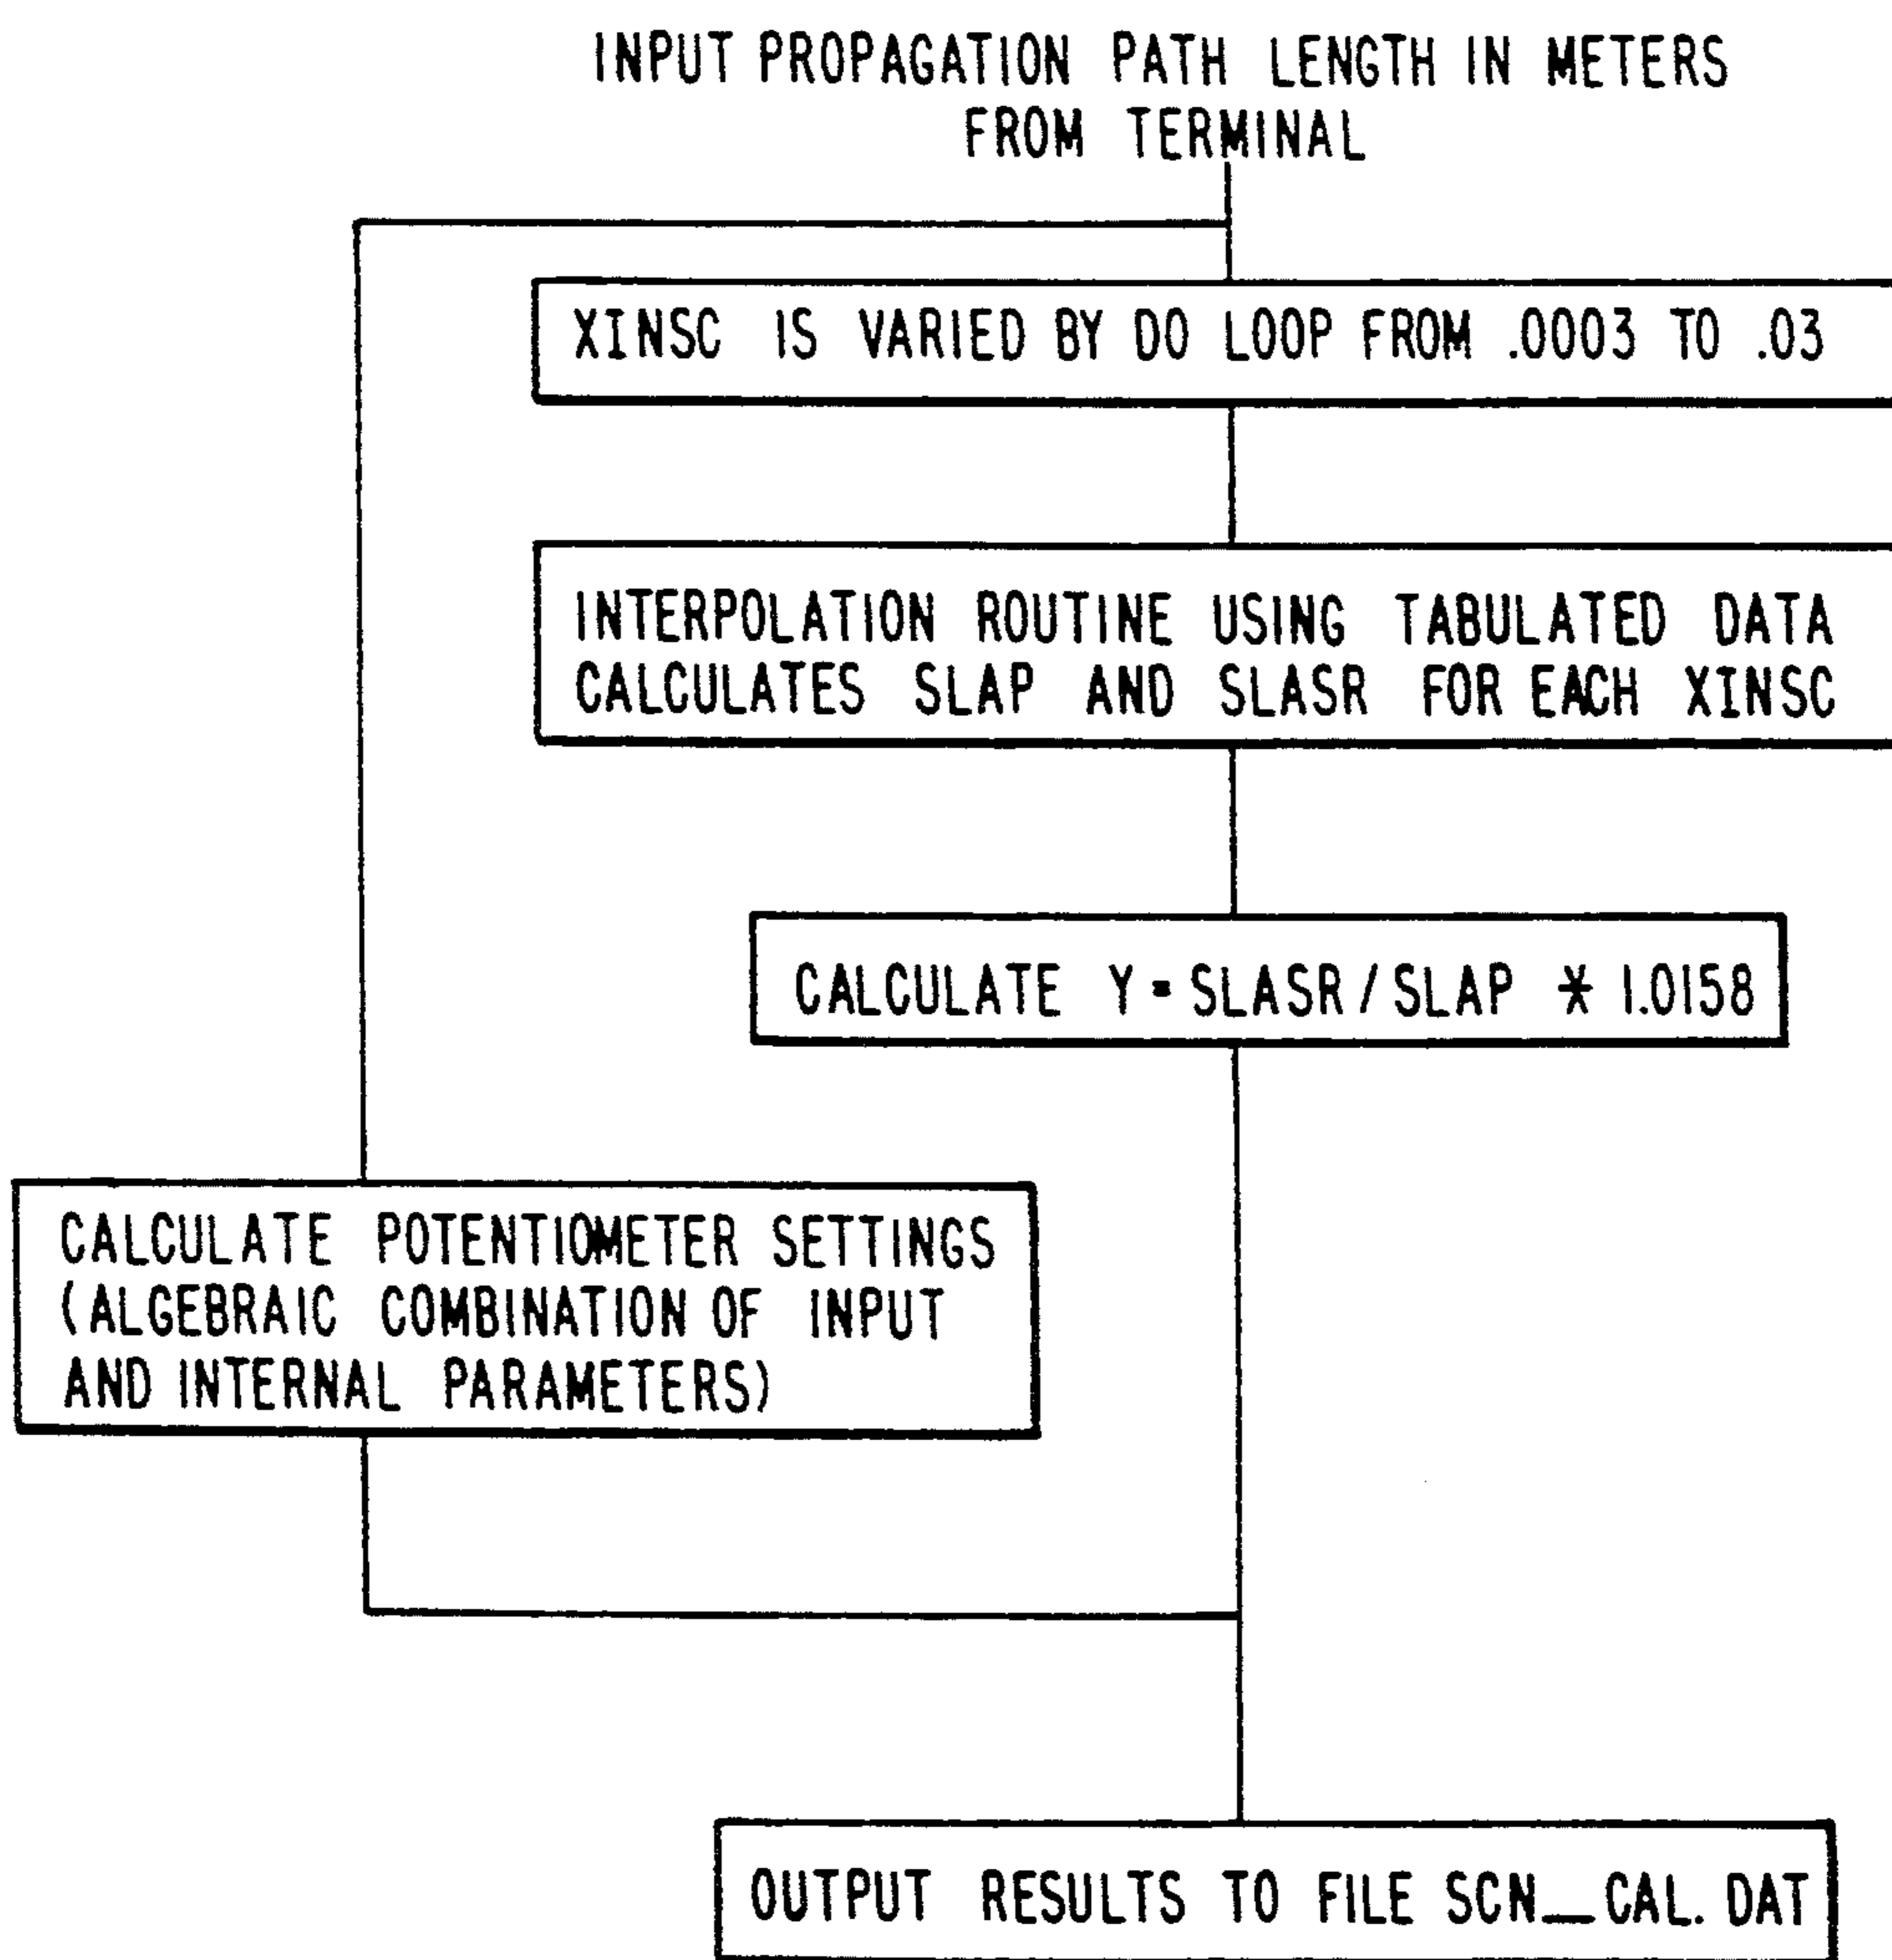 INPUT PROPAGATION PATH LENGTH IN METERS
FROM TERMINAL
XINSC IS VARIED BY DO LOOP FROM .0003 TO .03
INTERPOLATION ROUTINE USING TABULATED DATA
CALCULATES SLAP AND SLASR FOR EACH XINSC
CALCULATE Y = SLASR / SLAP * 1.0158
CALCULATE POTENTIOMETER SETTINGS
(ALGEBRAIC COMBINATION OF INPUT
AND INTERNAL PARAMETERS)
OUTPUT RESULTS TO FILE SCN_CAL. DAT